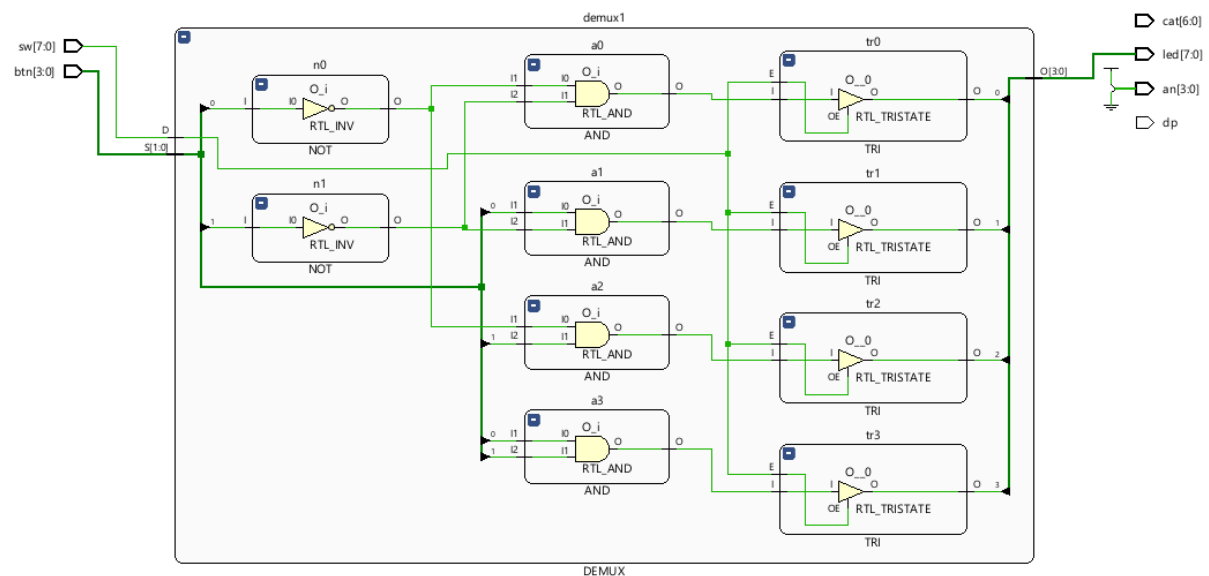 demux1
sw[7:0]
btn[3:0]
cat[6:0]
led[7:0]
an[3:0]
dp
D
S[1:0]
O[3:0]
n0
O_i
0 I I0 O O
RTL_INV
NOT
n1
O_i
1 I I0 O O
RTL_INV
NOT
a0
O_i
I1 I0 O O
I2 I1
RTL_AND
AND
a1
O_i
0 I1 I0 O O
I2 I1
RTL_AND
AND
a2
O_i
I1 I0 O O
1 I2 I1
RTL_AND
AND
a3
O_i
0 I1 I0 O O
1 I2 I1
RTL_AND
AND
tr0
E O__0
I I O O 0
OE RTL_TRISTATE
TRI
tr1
E O__0
I I O O 1
OE RTL_TRISTATE
TRI
tr2
E O__0
I I O O 2
OE RTL_TRISTATE
TRI
tr3
E O__0
I I O O 3
OE RTL_TRISTATE
TRI
DEMUX